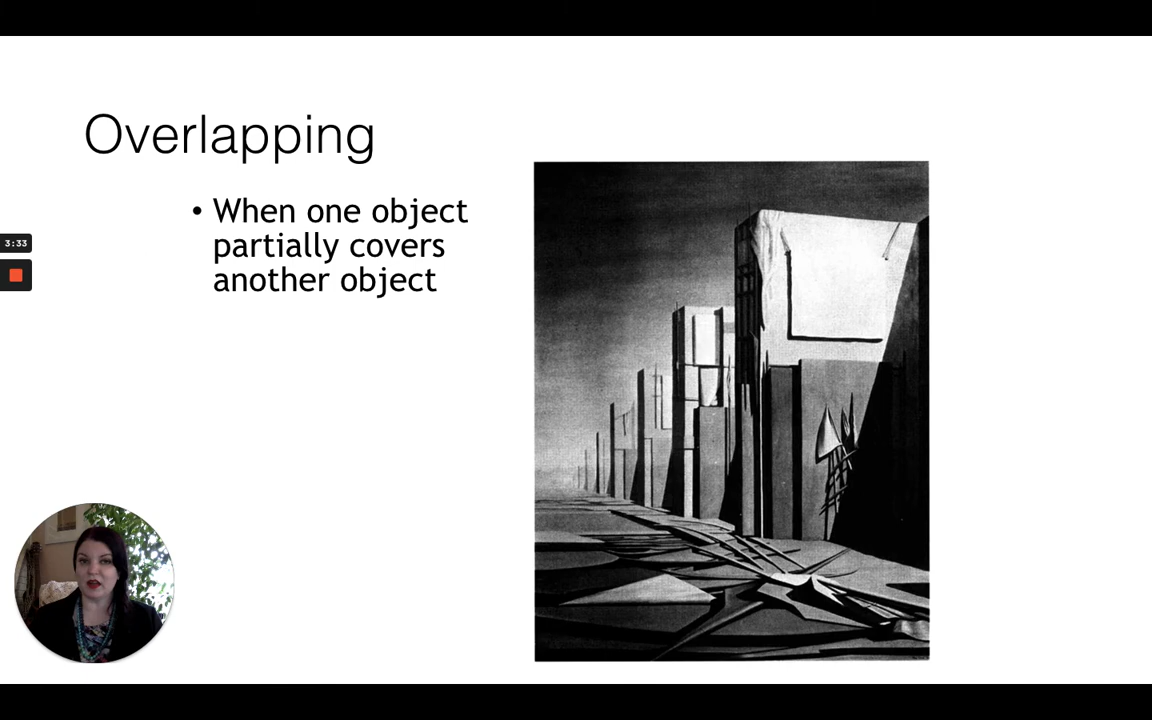 Overlapping
• When one object
partially covers
another object
3:33